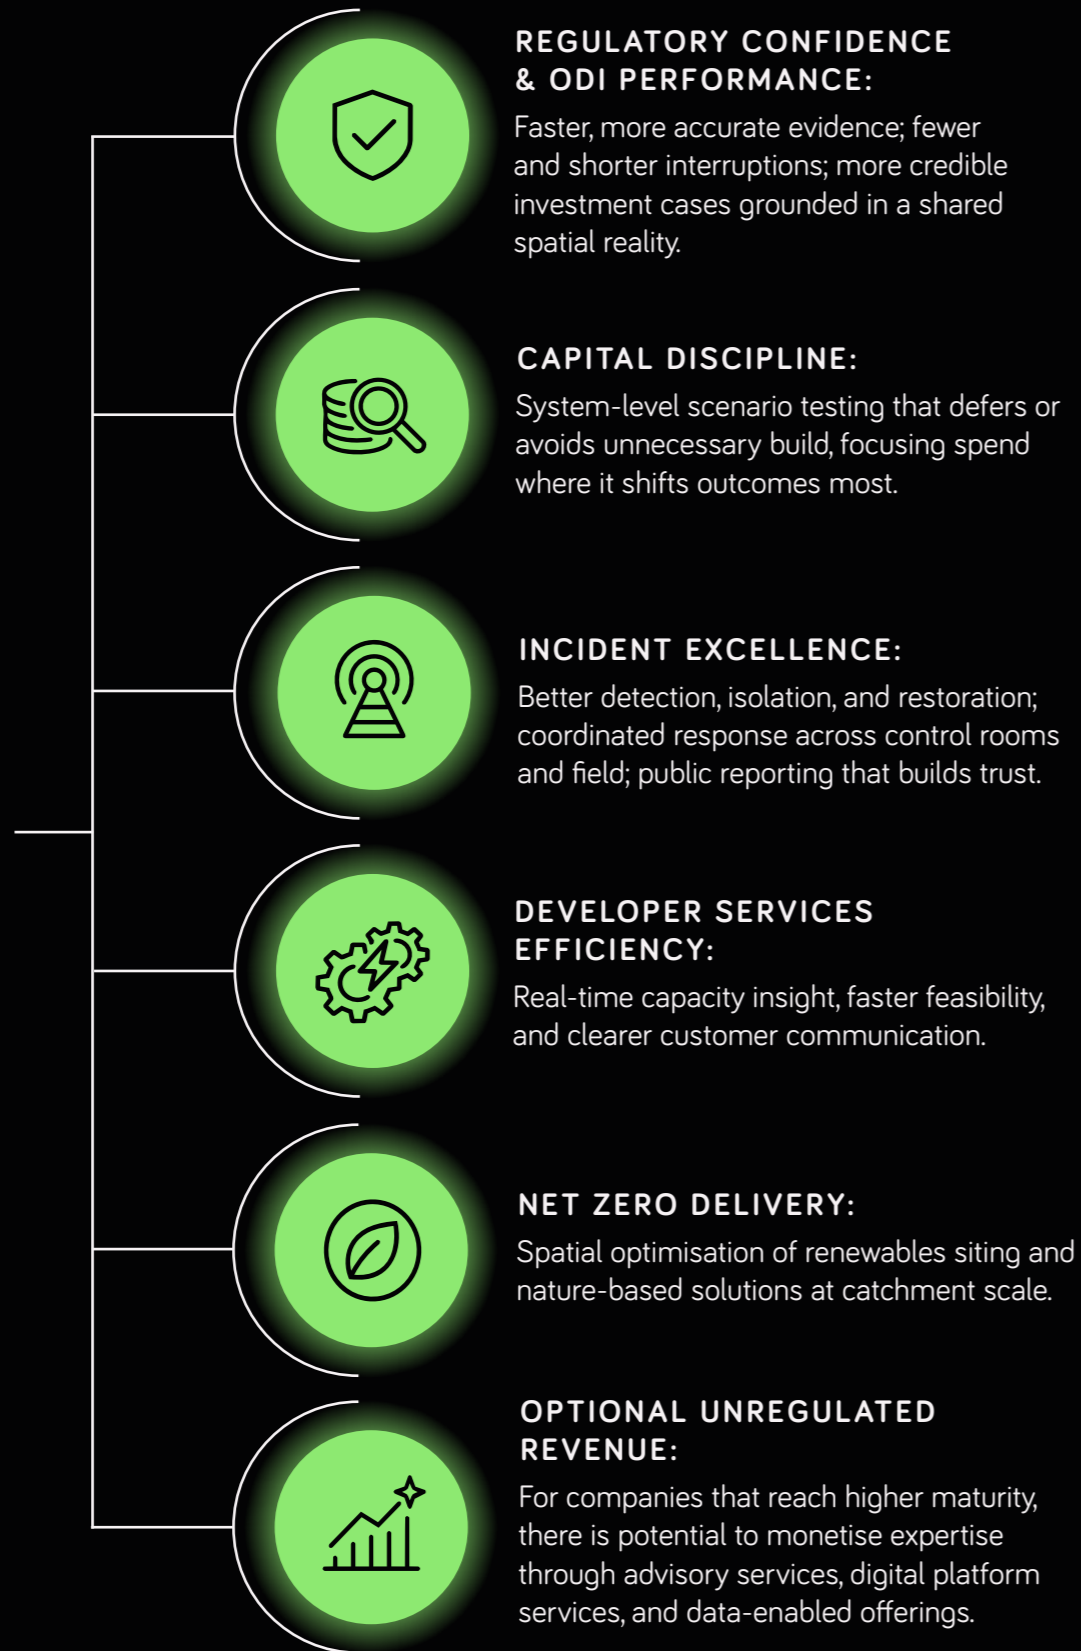 REGULATORY CONFIDENCE
& ODI PERFORMANCE:
Faster, more accurate evidence; fewer
and shorter interruptions; more credible
investment cases grounded in a shared
spatial reality.
CAPITAL DISCIPLINE:
System-level scenario testing that defers or
avoids unnecessary build, focusing spend
where it shifts outcomes most.
INCIDENT EXCELLENCE:
Better detection, isolation, and restoration;
coordinated response across control rooms
and field; public reporting that builds trust.
DEVELOPER SERVICES
EFFICIENCY:
Real-time capacity insight, faster feasibility,
and clearer customer communication.
NET ZERO DELIVERY:
Spatial optimisation of renewables siting and
nature-based solutions at catchment scale.
OPTIONAL UNREGULATED
REVENUE:
For companies that reach higher maturity,
there is potential to monetise expertise
through advisory services, digital platform
services, and data-enabled offerings.